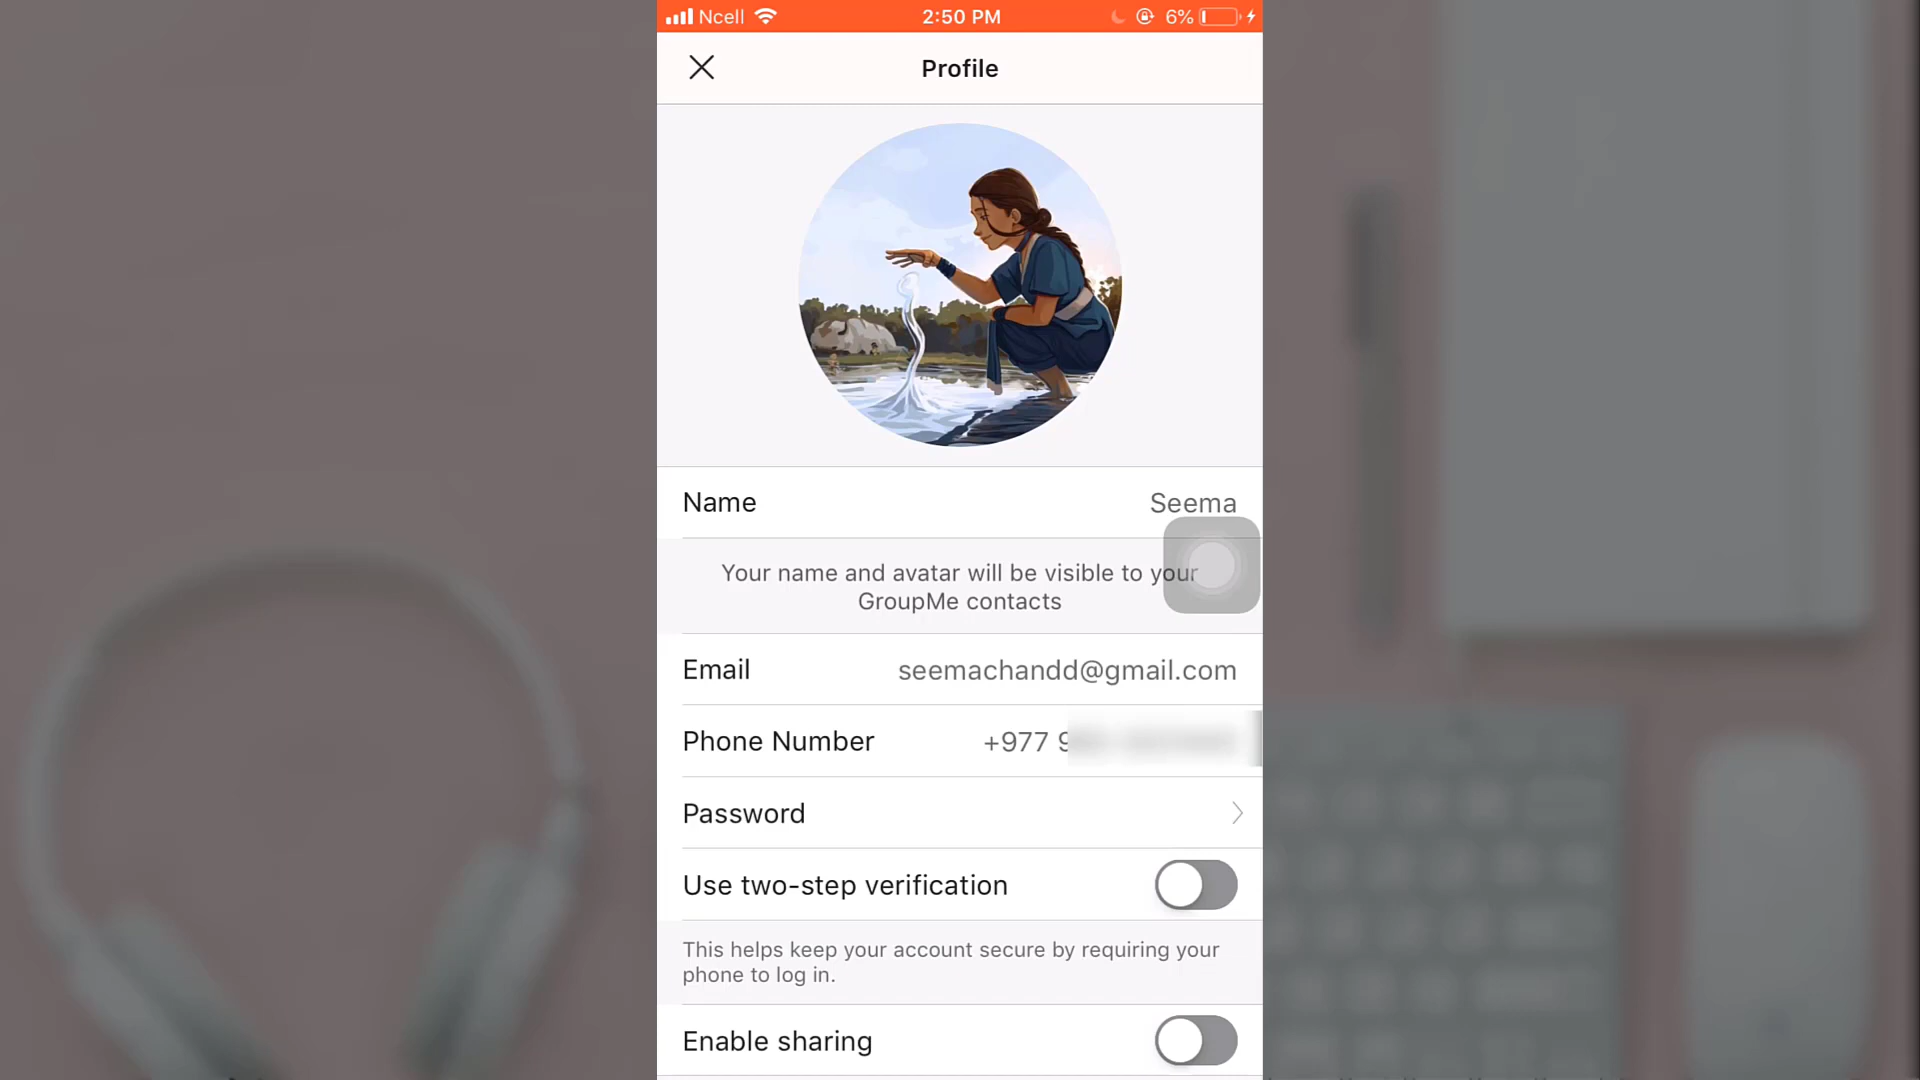 Ncell 2:50 PM 6%
Profile
Name Seema
Your name and avatar will be visible to your
GroupMe contacts
Email seemachandd@gmail.com
Phone Number +977 9
Password
Use two-step verification
This helps keep your account secure by requiring your
phone to log in.
Enable sharing